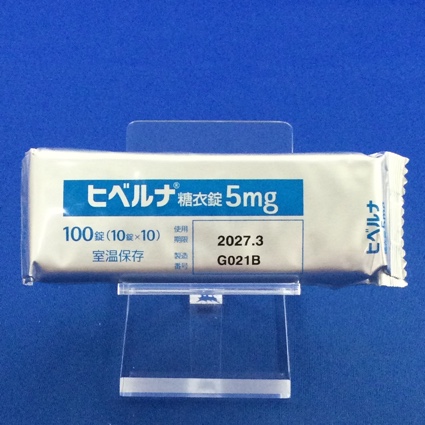 ヒベルナ®糖衣錠5mg
100錠(10錠×10)
室温保存
使用
期限
2027.3
製造
番号
G021B
ヒベルナ